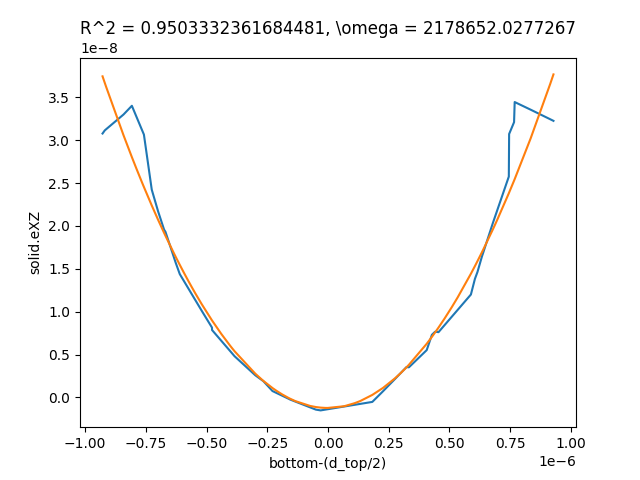 R^2 = 0.9503332361684481, \omega = 2178652.0277267
1e−8
3.5
3.0
2.5
2.0
1.5
1.0
0.5
0.0
solid.eXZ
−1.00 −0.75 −0.50 −0.25 0.00 0.25 0.50 0.75 1.00
bottom-(d_top/2)
1e−6